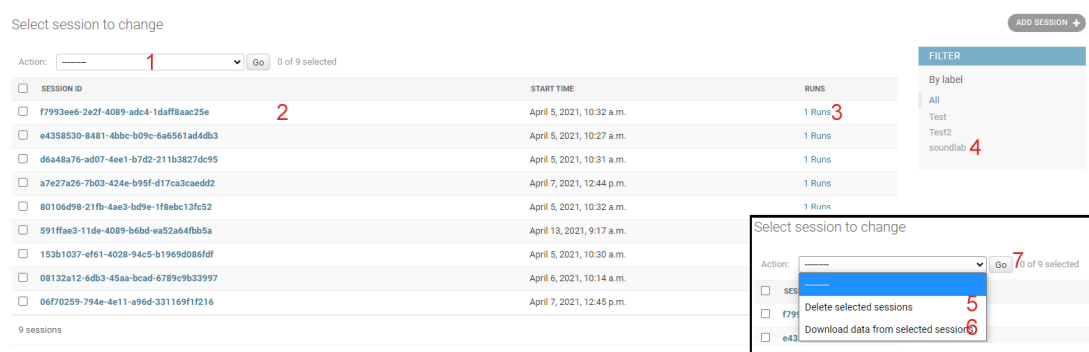 Select session to change
ADD SESSION +
Action: --------- 1 Go 0 of 9 selected
SESSION ID START TIME RUNS
f7993ee6-2e2f-4089-adc4-1daff8aac25e 2 April 5, 2021, 10:32 a.m. 1 Runs 3
e4358530-8481-4bbc-b09c-6a6561ad4db3 April 5, 2021, 10:27 a.m. 1 Runs
d6a48a76-ad07-4ee1-b7d2-211b3827dc95 April 5, 2021, 10:31 a.m. 1 Runs
a7e27a26-7b03-424e-b95f-d17ca3caedd2 April 7, 2021, 12:44 p.m. 1 Runs
80106d98-21fb-4ae3-bd9e-1f8ebc13fc52 April 5, 2021, 10:32 a.m. 1 Runs
591ffae3-11de-4089-b6bd-ea52a64fbb5a April 13, 2021, 9:17 a.m.
153b1037-ef61-4028-94c5-b1969d086fdf April 5, 2021, 10:30 a.m.
08132a12-6db3-45aa-bcad-6789c9b33997 April 6, 2021, 10:14 a.m.
06f70259-794e-4e11-a96d-331169f1f216 April 7, 2021, 12:45 p.m.
9 sessions
FILTER
By label
All
Test
Test2
soundlab 4
Select session to change
Action: --------- Go 7 0 of 9 selected
---------
SES
Delete selected sessions 5
f799
Download data from selected sessions 6
e43